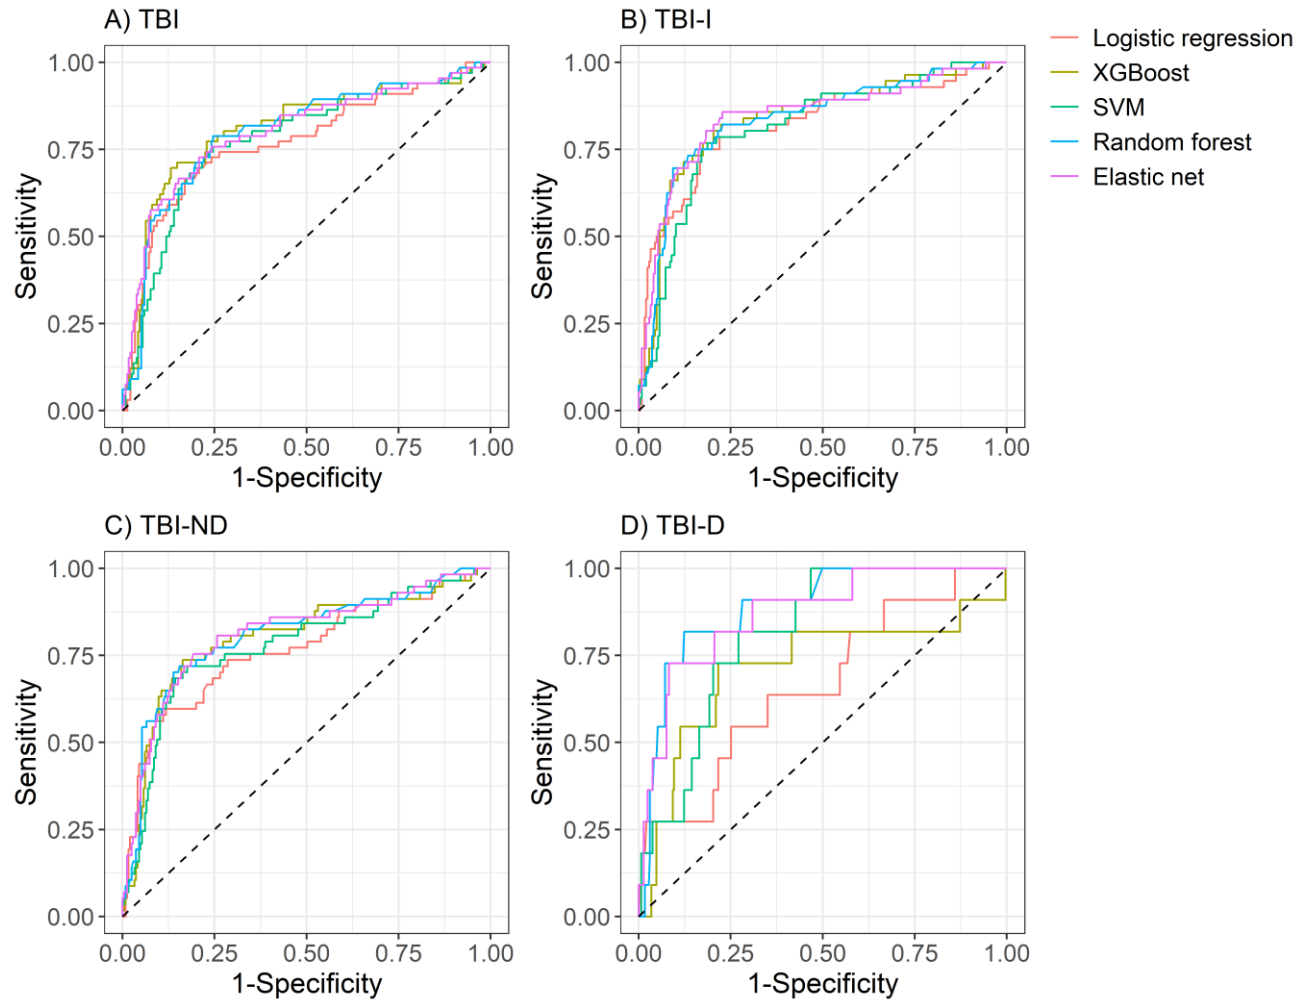 A) TBI
1.00
0.75
0.50
0.25
0.00
Sensitivity
0.00 0.25 0.50 0.75 1.00
1-Specificity
B) TBI-I
1.00
0.75
0.50
0.25
0.00
Sensitivity
0.00 0.25 0.50 0.75 1.00
1-Specificity
Logistic regression
XGBoost
SVM
Random forest
Elastic net
C) TBI-ND
1.00
0.75
0.50
0.25
0.00
Sensitivity
0.00 0.25 0.50 0.75 1.00
1-Specificity
D) TBI-D
1.00
0.75
0.50
0.25
0.00
Sensitivity
0.00 0.25 0.50 0.75 1.00
1-Specificity